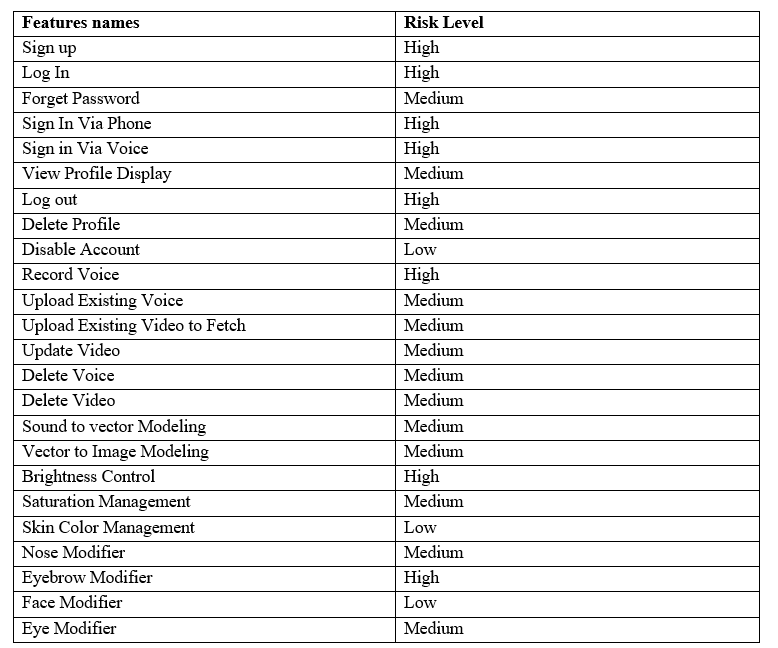 Features names Risk Level
Sign up High
Log In High
Forget Password Medium
Sign In Via Phone High
Sign in Via Voice High
View Profile Display Medium
Log out High
Delete Profile Medium
Disable Account Low
Record Voice High
Upload Existing Voice Medium
Upload Existing Video to Fetch Medium
Update Video Medium
Delete Voice Medium
Delete Video Medium
Sound to vector Modeling Medium
Vector to Image Modeling Medium
Brightness Control High
Saturation Management Medium
Skin Color Management Low
Nose Modifier Medium
Eyebrow Modifier High
Face Modifier Low
Eye Modifier Medium